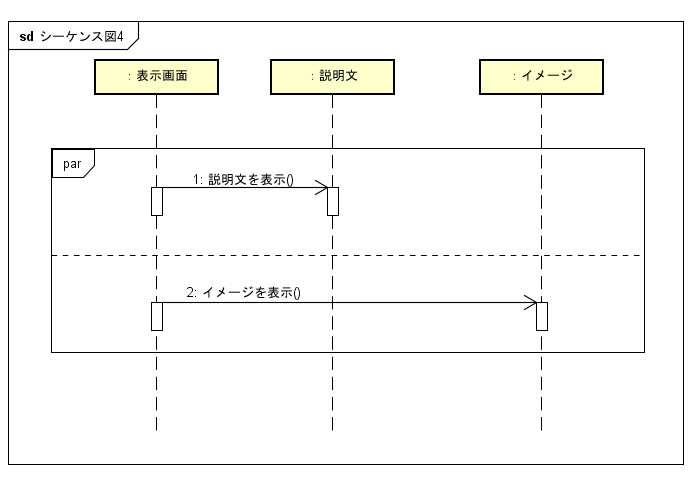 sd シーケンス図4
: 表示画面
: 説明文
: イメージ
par
1: 説明文を表示()
2: イメージを表示()